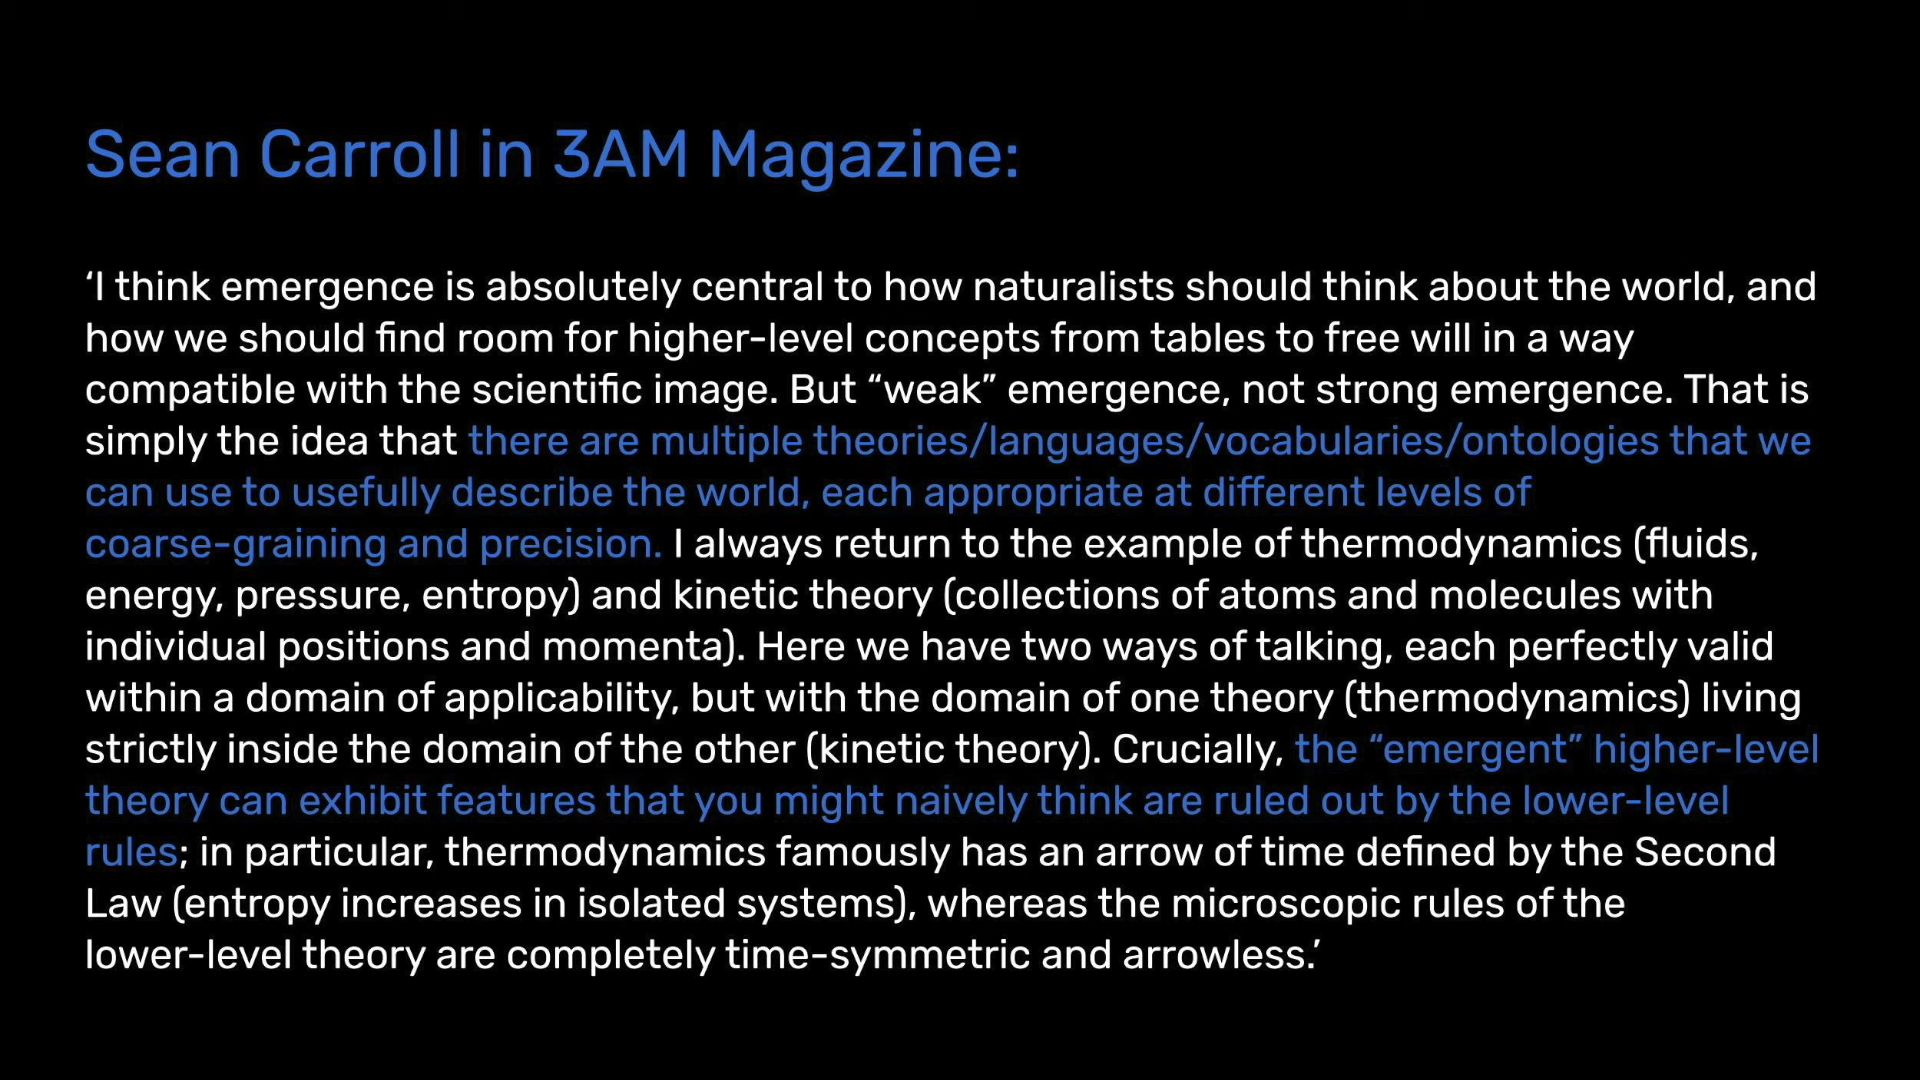 Sean Carroll in 3AM Magazine:
‘I think emergence is absolutely central to how naturalists should think about the world, and
how we should find room for higher-level concepts from tables to free will in a way
compatible with the scientific image. But “weak” emergence, not strong emergence. That is
simply the idea that there are multiple theories/languages/vocabularies/ontologies that we
can use to usefully describe the world, each appropriate at different levels of
coarse-graining and precision. I always return to the example of thermodynamics (fluids,
energy, pressure, entropy) and kinetic theory (collections of atoms and molecules with
individual positions and momenta). Here we have two ways of talking, each perfectly valid
within a domain of applicability, but with the domain of one theory (thermodynamics) living
strictly inside the domain of the other (kinetic theory). Crucially, the “emergent” higher-level
theory can exhibit features that you might naively think are ruled out by the lower-level
rules; in particular, thermodynamics famously has an arrow of time defined by the Second
Law (entropy increases in isolated systems), whereas the microscopic rules of the
lower-level theory are completely time-symmetric and arrowless.’